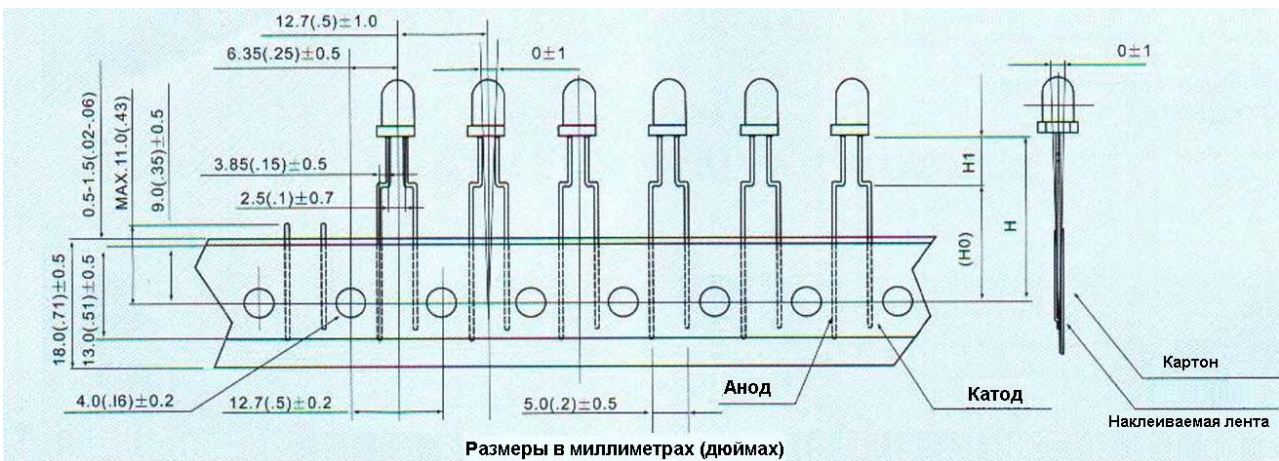 12.7(.5)±1.0
6.35(.25)±0.5
0±1
0±1
0.5-1.5(.02-.06)
MAX.11.0(.43)
9.0(.35)±0.5
3.85(.15)±0.5
2.5(.1)±0.7
H1
(H0)
H
18.0(.71)±0.5
13.0(.51)±0.5
4.0(.I6)±0.2
12.7(.5)±0.2
5.0(.2)±0.5
Анод
Катод
Картон
Наклеиваемая лента
Размеры в миллиметрах (дюймах)